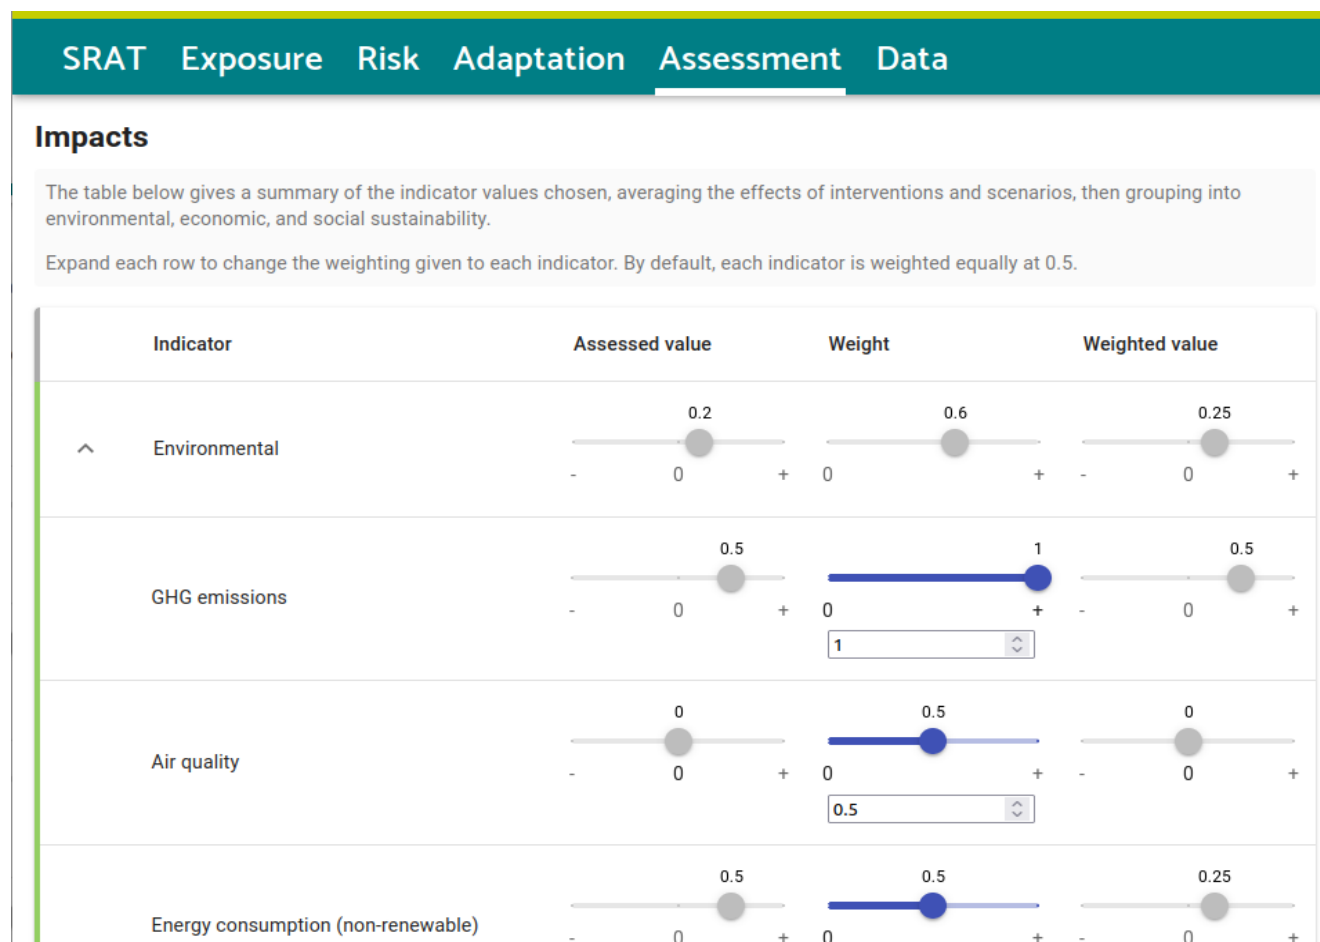 SRAT Exposure Risk Adaptation Assessment Data
Impacts
The table below gives a summary of the indicator values chosen, averaging the effects of interventions and scenarios, then grouping into
environmental, economic, and social sustainability.
Expand each row to change the weighting given to each indicator. By default, each indicator is weighted equally at 0.5.
Indicator Assessed value Weight Weighted value
0.2 0.6 0.25
Environmental
- 0 + 0 + - 0 +
0.5 1 0.5
GHG emissions
- 0 + 0 + - 0 +
1
0 0.5 0
Air quality
- 0 + 0 + - 0 +
0.5
0.5 0.5 0.25
Energy consumption (non-renewable)
- 0 + 0 + - 0 +